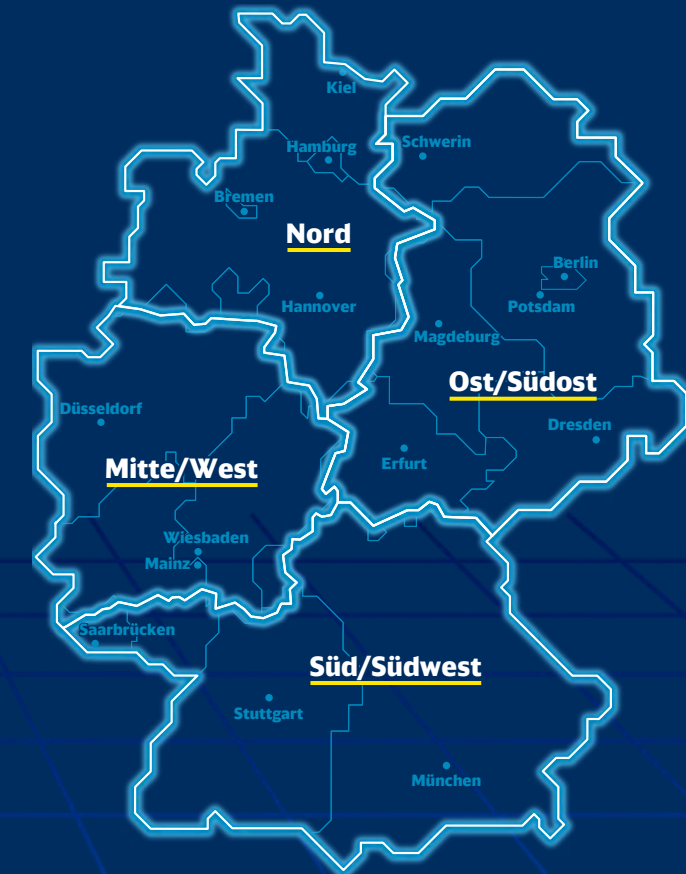 Kiel
Hamburg
Schwerin
Bremen
Nord
Berlin
Hannover
Potsdam
Magdeburg
Ost/Südost
Düsseldorf
Dresden
Erfurt
Mitte/West
Wiesbaden
Mainz
Saarbrücken
Süd/Südwest
Stuttgart
München